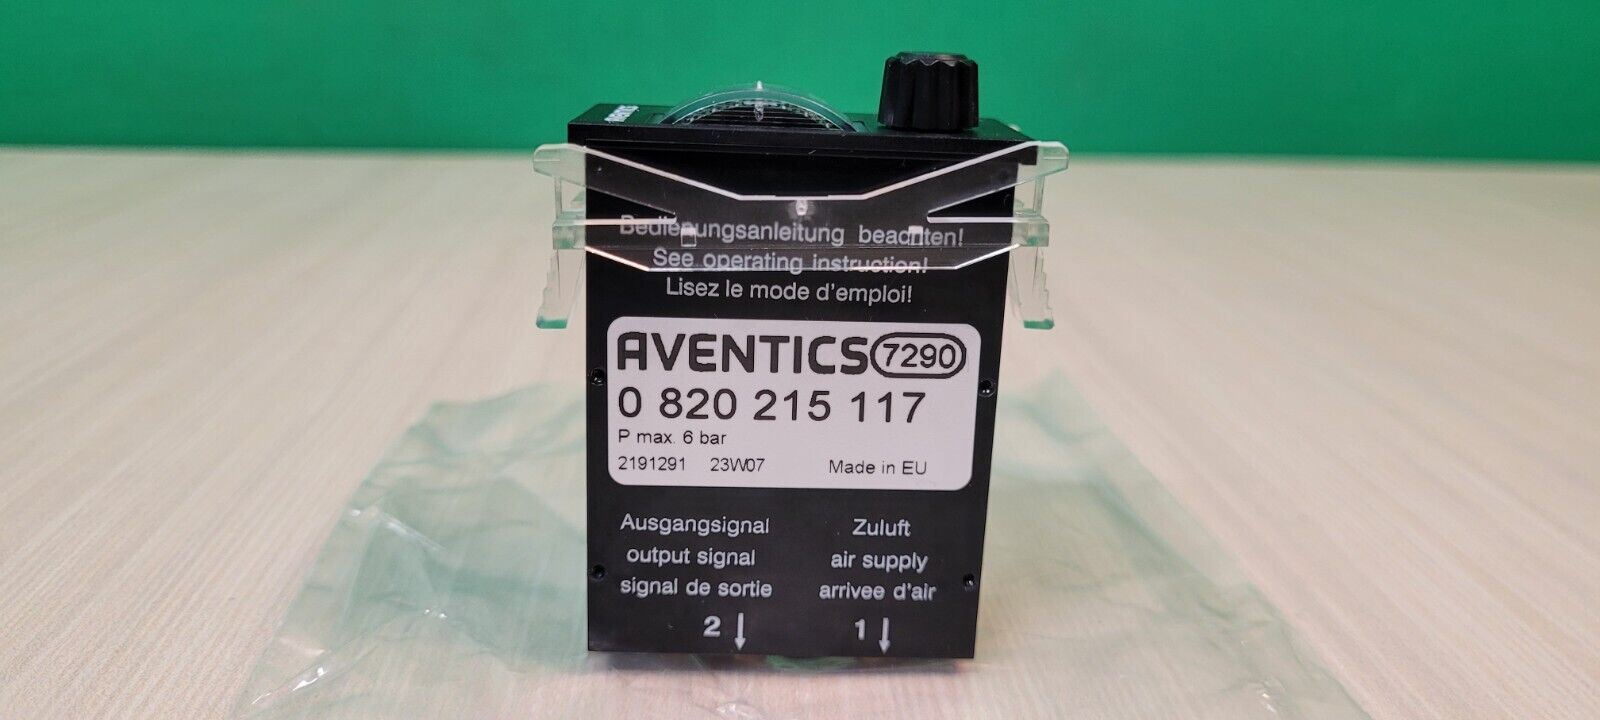 AVENTICS
Bedienungsanleitung beachten!
See operating instruction!
Lisez le mode d'emploi!
AVENTICS 7290
0 820 215 117
P max. 6 bar
2191291 23W07 Made in EU
Ausgangsignal Zuluft
output signal air supply
signal de sortie arrivee d'air
2 ↓ 1 ↓